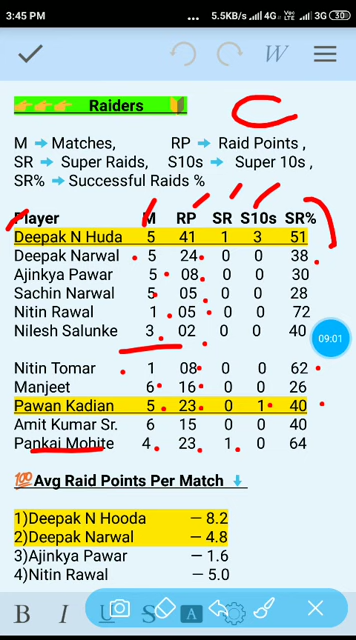 3:45 PM ... 5.5KB/s 4G Vo LTE 4G 3G 30
W
👉👉👉 Raiders 🔰
M ➔ Matches, RP ➔ Raid Points ,
SR ➔ Super Raids, S10s ➔ Super 10s ,
SR% ➔ Successful Raids %
Player M RP SR S10s SR%
Deepak N Huda 5 41 1 3 51
Deepak Narwal 5 24 0 0 38
Ajinkya Pawar 5 08 0 0 30
Sachin Narwal 5 05 0 0 28
Nitin Rawal 1 05 0 0 72
Nilesh Salunke 3 02 0 0 40
09:01
Nitin Tomar 1 08 0 0 62
Manjeet 6 16 0 0 26
Pawan Kadian 5 23 0 1 40
Amit Kumar Sr. 6 15 0 0 40
Pankaj Mohite 4 23 1 0 64
💯Avg Raid Points Per Match ⬇
1)Deepak N Hooda – 8.2
2)Deepak Narwal – 4.8
3)Ajinkya Pawar – 1.6
4)Nitin Rawal – 5.0
B I U S A